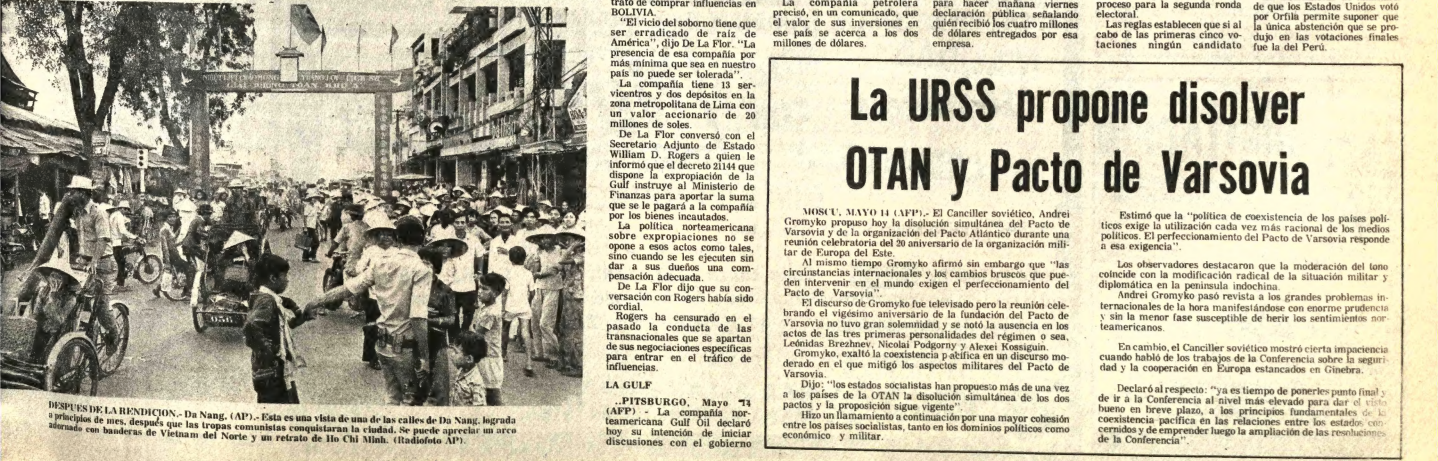 NGUYEN
trato de comprar influencias en
BOLIVIA.
"El vicio del soborno tiene que
ser erradicado de raíz de
América", dijo De La Flor. "La
presencia de esa compañía por
más mínima que sea en nuestro
país no puede ser tolerada".
La compañía tiene 13 ser-
vicentros y dos depósitos en la
zona metropolitana de Lima con
un valor accionario de 20
millones de soles.
De La Flor conversó con el
Secretario Adjunto de Estado
William D. Rogers a quien le
informó que el decreto 21144 que
dispone la expropiación de la
Gulf instruye al Ministerio de
Finanzas para aportar la suma
que se le pagará a la compañía
por los bienes incautados.
La política norteamericana
sobre expropiaciones no se
opone a esos actos como tales,
sino cuando se les ejecuten sin
dar a sus dueños una com-
pensación adecuada.
De La Flor dijo que su con-
versación con Rogers había sido
cordial.
Rogers ha censurado en el
pasado la conducta de las
transnacionales que se apartan
de sus negociaciones específicas
para entrar en el tráfico de
influencias.
LA GULF
..PITSBURGO, Mayo 14
(AFP) - La compañía nor-
teamericana Gulf Oil declaró
hoy su intención de iniciar
discusiones con el gobierno
La compañía petrolera
precisó, en un comunicado, que
el valor de sus inversiones en
ese país se acerca a los dos
millones de dólares.
para hacer mañana viernes
declaración pública señalando
quién recibió los cuatro millones
de dólares entregados por esa
empresa.
proceso para la segunda ronda
electoral.
Las reglas establecen que si al
cabo de las primeras cinco vo-
taciones ningún candidato
de que los Estados Unidos votó
por Orfila permite suponer que
la única abstención que se pro-
dujo en las votaciones finales
fue la del Perú.
La URSS propone disolver
OTAN y Pacto de Varsovia
MOSCU, MAYO 14 (AFP).- El Canciller soviético, Andrei
Gromyko propuso hoy la disolución simultánea del Pacto de
Varsovia y de la organización del Pacto Atlántico durante una
reunión celebratoria del 20 aniversario de la organización mili-
tar de Europa del Este.
Al mismo tiempo Gromyko afirmó sin embargo que "las
circunstancias internacionales y los cambios bruscos que pue-
den intervenir en el mundo exigen el perfeccionamiento del
Pacto de Varsovia".
El discurso de Gromyko fue televisado pero la reunión cele-
brando el vigésimo aniversario de la fundación del Pacto de
Varsovia no tuvo gran solemnidad y se notó la ausencia en los
actos de las tres primeras personalidades del régimen o sea,
Leónidas Brezhnev, Nicolai Podgorny y Alexei Kossiguin.
Gromyko, exaltó la coexistencia pacífica en un discurso mo-
derado en el que mitigó los aspectos militares del Pacto de
Varsovia.
Dijo: "los estados socialistas han propuesto más de una vez
a los países de la OTAN la disolución simultánea de los dos
pactos y la proposición sigue vigente".
Hizo un llamamiento a continuación por una mayor cohesión
entre los países socialistas, tanto en los dominios políticos como
económico y militar.
Estimó que la "política de coexistencia de los países polí-
ticos exige la utilización cada vez más racional de los medios
políticos. El perfeccionamiento del Pacto de Varsovia responde
a esa exigencia".
Los observadores destacaron que la moderación del tono
coincide con la modificación radical de la situación militar y
diplomática en la península indochina.
Andrei Gromyko pasó revista a los grandes problemas in-
ternacionales de la hora manifestándose con enorme prudencia
y sin la menor fase susceptible de herir los sentimientos nor-
teamericanos.
En cambio, el Canciller soviético mostró cierta impaciencia
cuando habló de los trabajos de la Conferencia sobre la seguri-
dad y la cooperación en Europa estancados en Ginebra.
Declaró al respecto: "ya es tiempo de ponerles punto final y
de ir a la Conferencia al nivel más elevado para dar el visto
bueno en breve plazo, a los principios fundamentales de la
coexistencia pacífica en las relaciones entre los estados con-
cernidos y de emprender luego la ampliación de las resoluciones
de la Conferencia".
DESPUES DE LA RENDICION.- Da Nang, (AP).- Esta es una vista de una de las calles de Da Nang, lograda
a principios de mes, después que las tropas comunistas conquistaran la ciudad. Se puede apreciar un arco
adornado con banderas de Vietnam del Norte y un retrato de Ho Chi Minh. (Radiofoto AP).